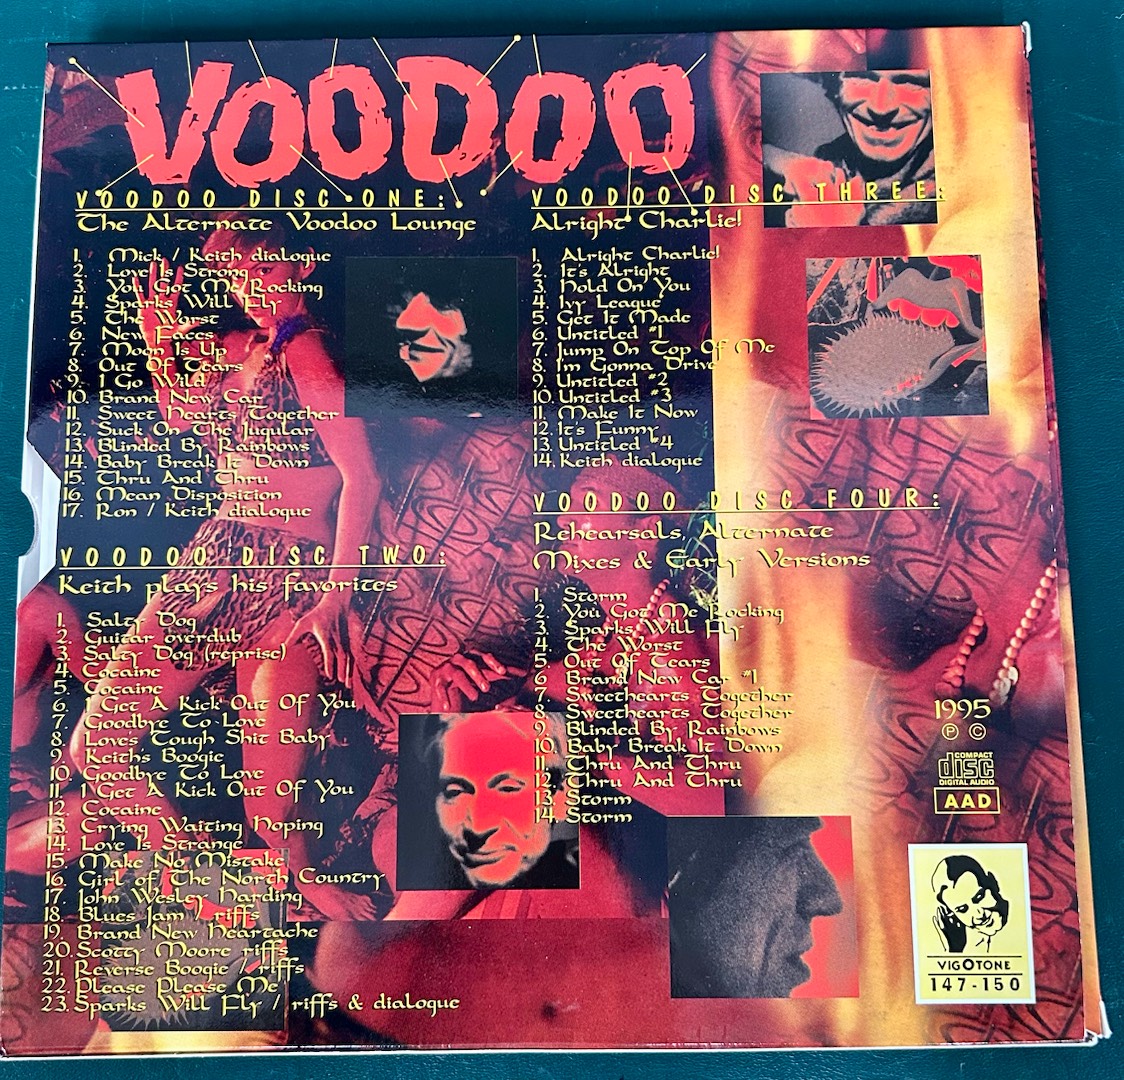 VOODOO
VOODOO DISC ONE:
The Alternate Voodoo Lounge
1. Mick / Keith dialogue
2. Love Is Strong
3. You Got Me Rocking
4. Sparks Will Fly
5. The Worst
6. New Faces
7. Moon Is Up
8. Out Of Tears
9. I Go Wild
10. Brand New Car
11. Sweet Hearts Together
12. Suck On The Jugular
13. Blinded By Rainbows
14. Baby Break It Down
15. Thru And Thru
16. Mean Disposition
17. Ron / Keith dialogue
VOODOO DISC TWO:
Keith plays his favorites
1. Salty Dog
2. Guitar overdub
3. Salty Dog (reprise)
4. Cocaine
5. Cocaine
6. I Get A Kick Out Of You
7. Goodbye To Love
8. Love's Tough Shit Baby
9. Keith's Boogie
10. Goodbye To Love
11. I Get A Kick Out Of You
12. Cocaine
13. Crying Waiting Hoping
14. Love Is Strange
15. Make No Mistake
16. Girl of The North Country
17. John Wesley Harding
18. Blues Jam / riffs
19. Brand New Heartache
20. Scotty Moore riffs
21. Reverse Boogie / riffs
22. Please Please Me
23. Sparks Will Fly / riffs & dialogue
VOODOO DISC THREE:
Alright Charlie!
1. Alright Charlie!
2. It's Alright
3. Hold On You
4. Ivy League
5. Get It Made
6. Untitled #1
7. Jump On Top Of Me
8. I'm Gonna Drive
9. Untitled #2
10. Untitled #3
11. Make It Now
12. It's Funny
13. Untitled #4
14. Keith dialogue
VOODOO DISC FOUR:
Rehearsals, Alternate
Mixes & Early Versions
1. Storm
2. You Got Me Rocking
3. Sparks Will Fly
4. The Worst
5. Out Of Tears
6 Brand New Car #1
7. Sweethearts Together
8. Sweethearts Together
9. Blinded By Rainbows
10. Baby Break It Down
11. Thru And Thru
12. Thru And Thru
13. Storm
14. Storm
1995
Ⓟ Ⓒ
COMPACT
disc
DIGITAL AUDIO
AAD
VIGOTONE
147-150